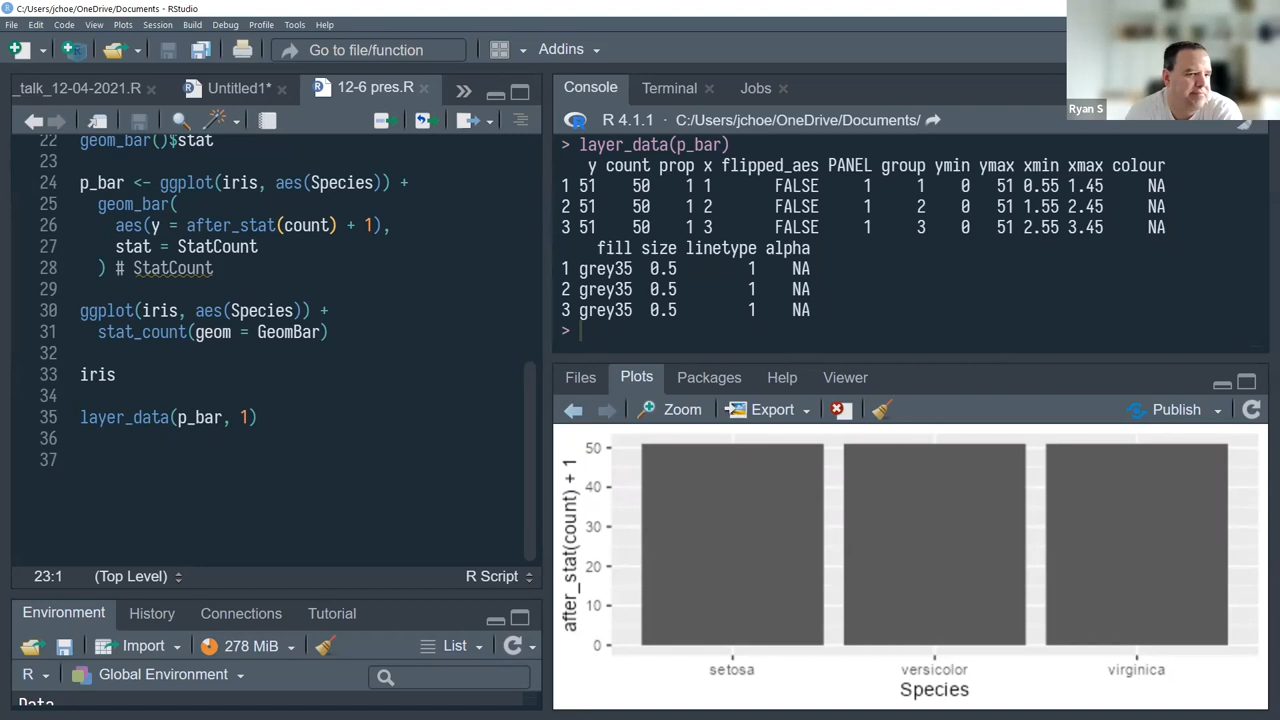 C:/Users/jchoe/OneDrive/Documents - RStudio
File Edit Code View Plots Session Build Debug Profile Tools Help
Go to file/function Addins
_talk_12-04-2021.R Untitled1* 12-6 pres.R
22 geom_bar()$stat
23
24 p_bar <- ggplot(iris, aes(Species)) +
25 geom_bar(
26 aes(y = after_stat(count) + 1),
27 stat = StatCount
28 ) # StatCount
29
30 ggplot(iris, aes(Species)) +
31 stat_count(geom = GeomBar)
32
33 iris
34
35 layer_data(p_bar, 1)
36
37
23:1 (Top Level) R Script
Environment History Connections Tutorial
Import 278 MiB List
R Global Environment
Data
Console Terminal Jobs
R 4.1.1 · C:/Users/jchoe/OneDrive/Documents/
> layer_data(p_bar)
y count prop x flipped_aes PANEL group ymin ymax xmin xmax colour
1 51 50 1 1 FALSE 1 1 0 51 0.55 1.45 NA
2 51 50 1 2 FALSE 1 2 0 51 1.55 2.45 NA
3 51 50 1 3 FALSE 1 3 0 51 2.55 3.45 NA
fill size linetype alpha
1 grey35 0.5 1 NA
2 grey35 0.5 1 NA
3 grey35 0.5 1 NA
>
Files Plots Packages Help Viewer
Zoom Export Publish
after_stat(count) + 1
50
40
30
20
10
0
setosa versicolor virginica
Species
Ryan S